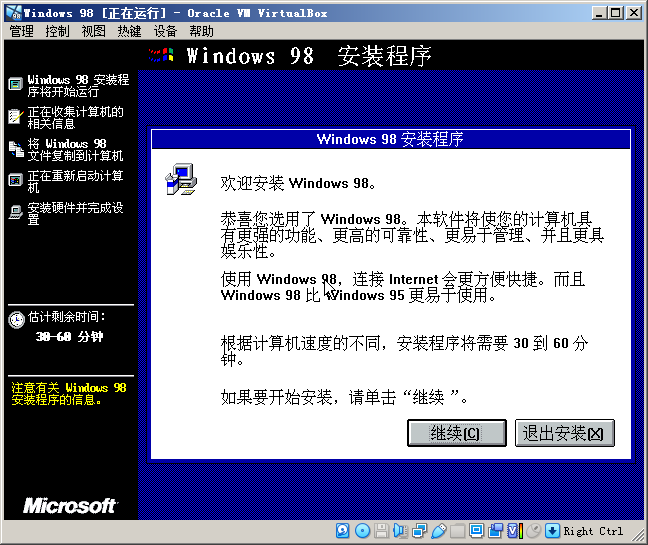 Windows 98 [正在运行] - Oracle VM VirtualBox
管理 控制 视图 热键 设备 帮助
Windows 98 安装程序
Windows 98 安装程
序将开始运行
正在收集计算机的
相关信息
将 Windows 98
文件复制到计算机
正在重新启动计算
机
安装硬件并完成设
置
估计剩余时间：
30-60 分钟
注意有关 Windows 98
安装程序的信息。
Microsoft
Windows 98 安装程序
欢迎安装 Windows 98。
恭喜您选用了 Windows 98。本软件将使您的计算机具
有更强的功能、更高的可靠性、更易于管理、并且更具
娱乐性。
使用 Windows 98，连接 Internet 会更方便快捷。而且
Windows 98 比 Windows 95 更易于使用。
根据计算机速度的不同，安装程序将需要 30 到 60 分
钟。
如果要开始安装，请单击“继续 ”。
继续(C)
退出安装(X)
Right Ctrl